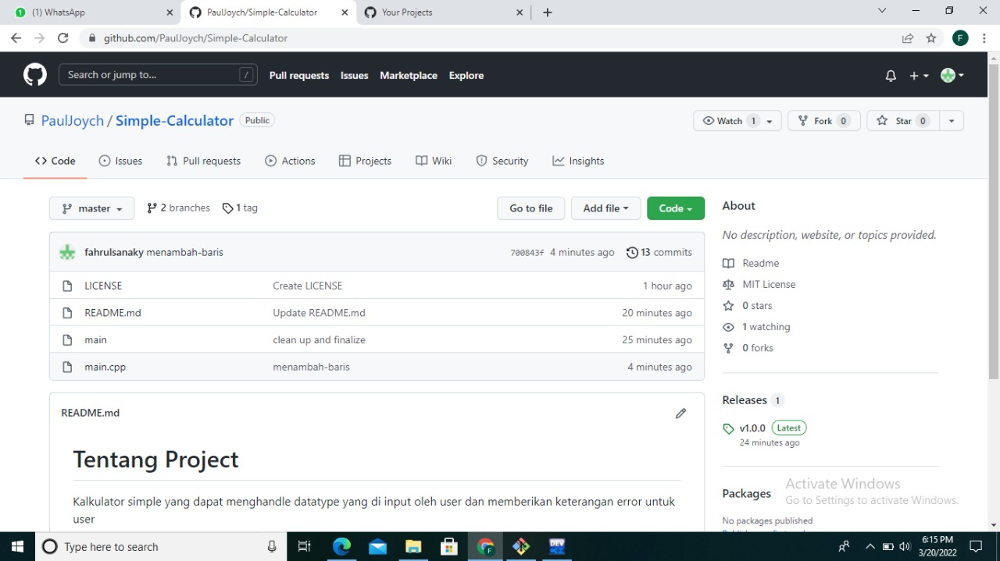 (1) WhatsApp
PaulJoych/Simple-Calculator
Your Projects
github.com/PaulJoych/Simple-Calculator
F
Search or jump to...
/
Pull requests
Issues
Marketplace
Explore
PaulJoych / Simple-Calculator
Public
Watch 1
Fork 0
Star 0
Code
Issues
Pull requests
Actions
Projects
Wiki
Security
Insights
master
2 branches
1 tag
Go to file
Add file
Code
fahrulsanaky menambah-baris
700843f 4 minutes ago
13 commits
LICENSE
Create LICENSE
1 hour ago
README.md
Update README.md
20 minutes ago
main
clean up and finalize
25 minutes ago
main.cpp
menambah-baris
4 minutes ago
README.md
Tentang Project
Kalkulator simple yang dapat menghandle datatype yang di input oleh user dan memberikan keterangan error untuk
user
About
No description, website, or topics provided.
Readme
MIT License
0 stars
1 watching
0 forks
Releases 1
v1.0.0 Latest
24 minutes ago
Packages
No packages published
Activate Windows
Go to Settings to activate Windows.
Type here to search
F
DEV
6:15 PM
3/20/2022